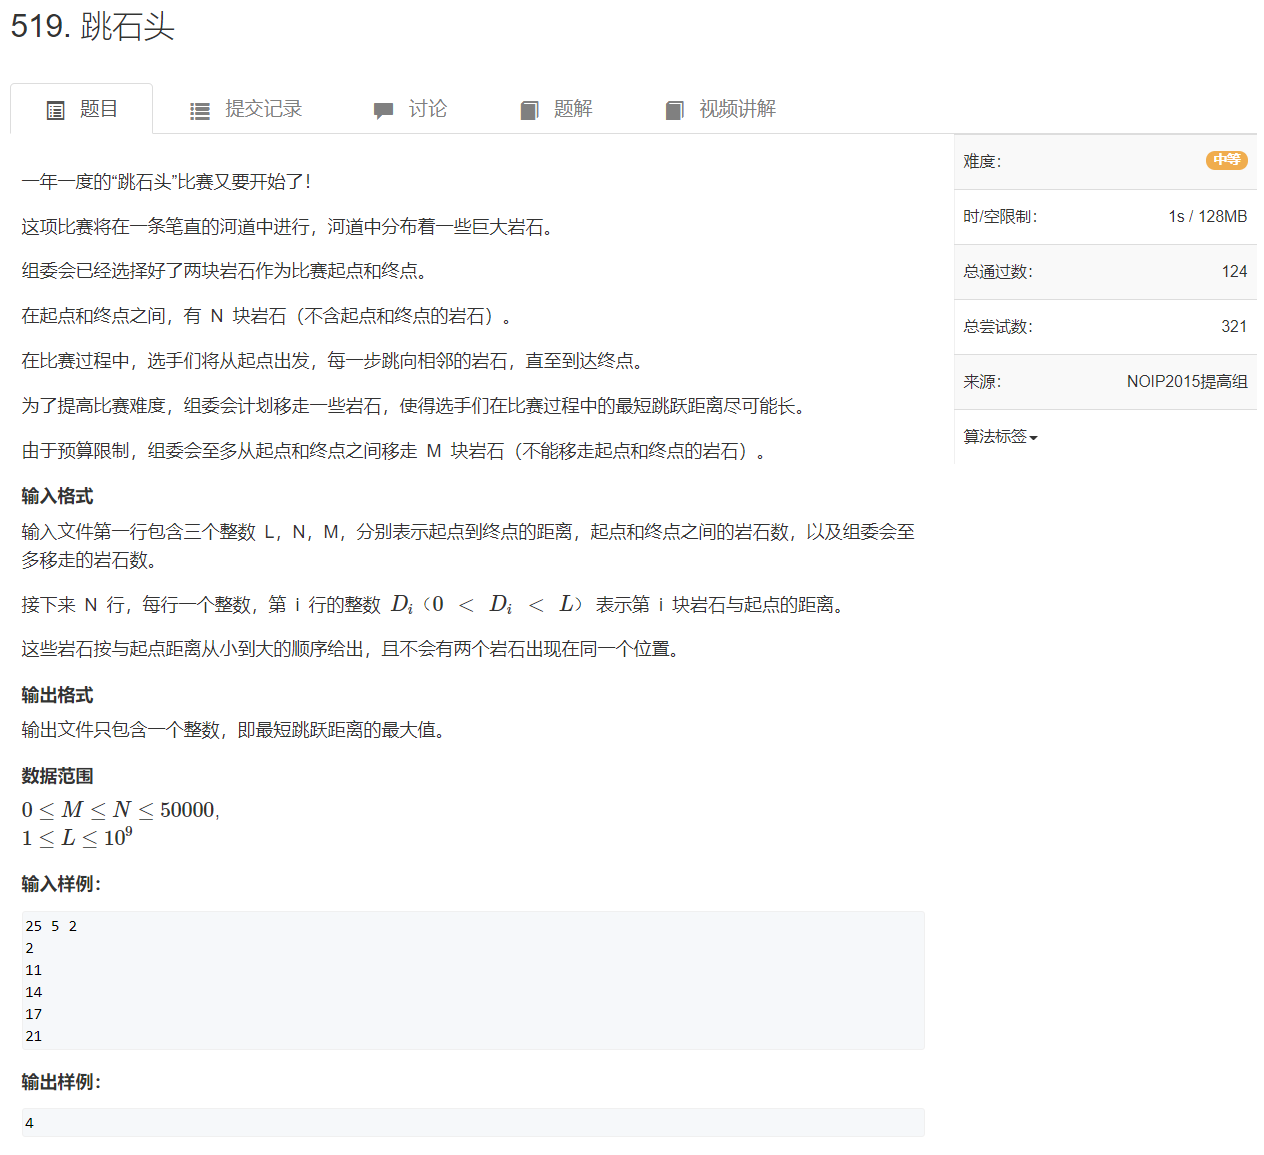 519. 跳石头
题目 提交记录 讨论 题解 视频讲解
一年一度的“跳石头”比赛又要开始了！
这项比赛将在一条笔直的河道中进行，河道中分布着一些巨大岩石。
组委会已经选择好了两块岩石作为比赛起点和终点。
在起点和终点之间，有 N 块岩石（不含起点和终点的岩石）。
在比赛过程中，选手们将从起点出发，每一步跳向相邻的岩石，直至到达终点。
为了提高比赛难度，组委会计划移走一些岩石，使得选手们在比赛过程中的最短跳跃距离尽可能长。
由于预算限制，组委会至多从起点和终点之间移走 M 块岩石（不能移走起点和终点的岩石）。
输入格式
输入文件第一行包含三个整数 L，N，M，分别表示起点到终点的距离，起点和终点之间的岩石数，以及组委会至
多移走的岩石数。
接下来 N 行，每行一个整数，第 i 行的整数 Dᵢ（0 < Dᵢ < L）表示第 i 块岩石与起点的距离。
这些岩石按与起点距离从小到大的顺序给出，且不会有两个岩石出现在同一个位置。
输出格式
输出文件只包含一个整数，即最短跳跃距离的最大值。
数据范围
0 ≤ M ≤ N ≤ 50000,
1 ≤ L ≤ 10⁹
输入样例：
25 5 2
2
11
14
17
21
输出样例：
4
难度： 中等
时/空限制： 1s / 128MB
总通过数： 124
总尝试数： 321
来源： NOIP2015提高组
算法标签